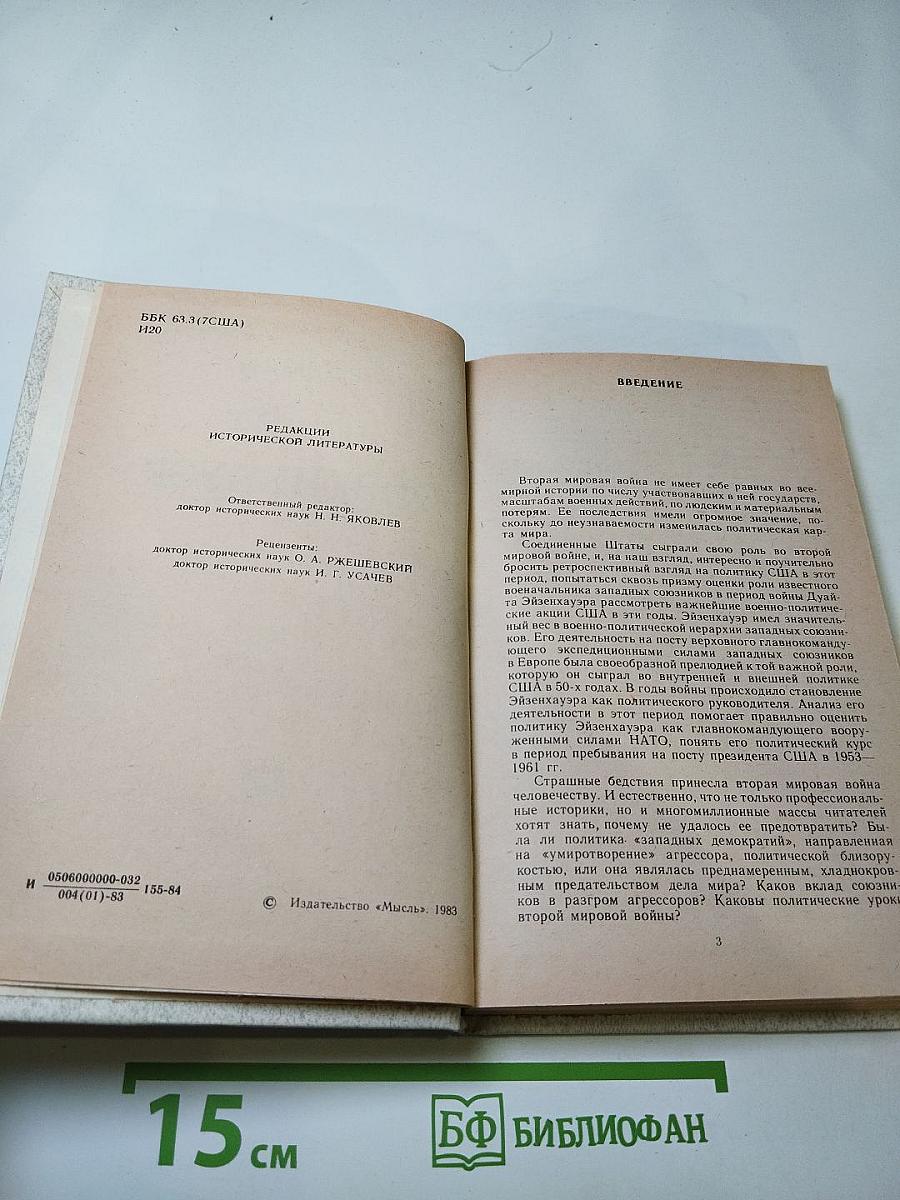 ББК 63.3(7США)
И20
РЕДАКЦИИ
ИСТОРИЧЕСКОЙ ЛИТЕРАТУРЫ
Ответственный редактор:
доктор исторических наук Н. Н. ЯКОВЛЕВ
Рецензенты:
доктор исторических наук О. А. РЖЕШЕВСКИЙ
доктор исторических наук И. Г. УСАЧЕВ
И 0506000000-032
004(01)-83 155-84
© Издательство «Мысль». 1983
ВВЕДЕНИЕ
Вторая мировая война не имеет себе равных во все-
мирной истории по числу участвовавших в ней государств,
масштабам военных действий, по людским и материальным
потерям. Ее последствия имели огромное значение, по-
скольку до неузнаваемости изменилась политическая кар-
та мира.
Соединенные Штаты сыграли свою роль во второй
мировой войне, и, на наш взгляд, интересно и поучительно
бросить ретроспективный взгляд на политику США в этот
период, попытаться сквозь призму оценки роли известного
военачальника западных союзников в период войны Дуай-
та Эйзенхауэра рассмотреть важнейшие военно-политиче-
ские акции США в эти годы. Эйзенхауэр имел значитель-
ный вес в военно-политической иерархии западных союзни-
ков. Его деятельность на посту верховного главнокоманду-
ющего экспедиционными силами западных союзников
в Европе была своеобразной прелюдией к той важной роли,
которую он сыграл во внутренней и внешней политике
США в 50-х годах. В годы войны происходило становление
Эйзенхауэра как политического руководителя. Анализ его
деятельности в этот период помогает правильно оценить
политику Эйзенхауэра как главнокомандующего воору-
женными силами НАТО, понять его политический курс
в период пребывания на посту президента США в 1953—
1961 гг.
Страшные бедствия принесла вторая мировая война
человечеству. И естественно, что не только профессиональ-
ные историки, но и многомиллионные массы читателей
хотят знать, почему не удалось ее предотвратить? Бы-
ла ли политика «западных демократий», направленная
на «умиротворение» агрессора, политической близору-
костью, или она являлась преднамеренным, хладнокров-
ным предательством дела мира? Каков вклад союзни-
ков в разгром агрессоров? Каковы политические уроки
второй мировой войны?
3
15 см
БФ БИБЛИОФАН